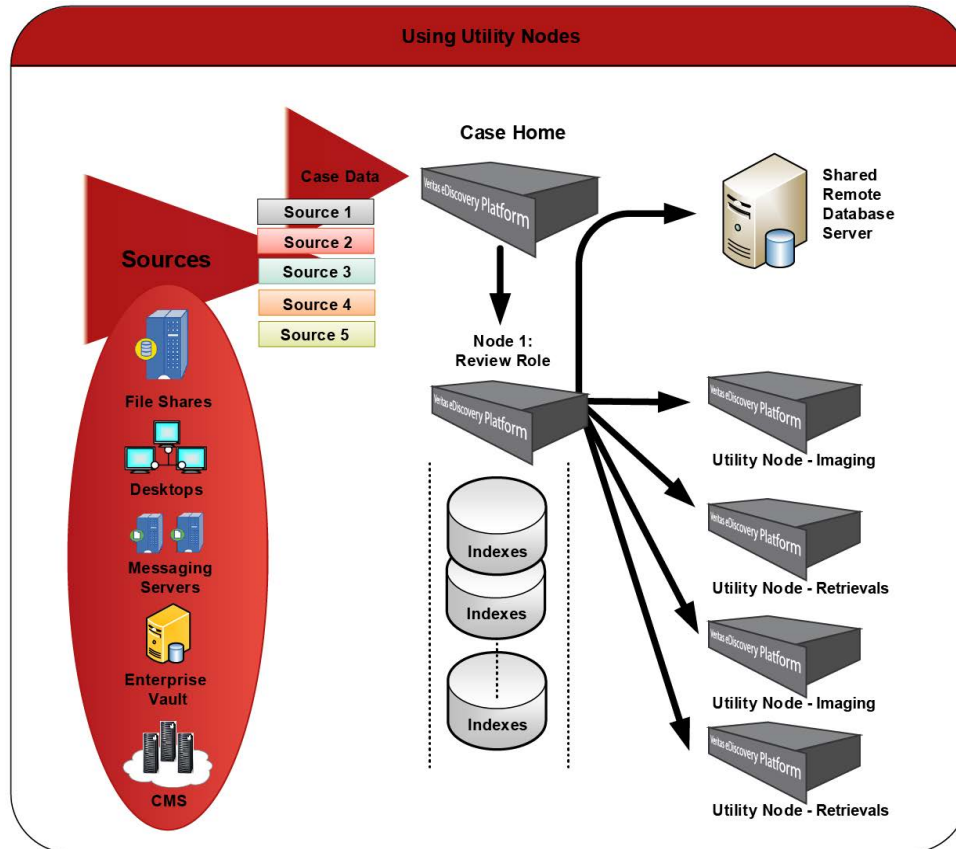 Using Utility Nodes
Case Home
Case Data
Veritas eDiscovery Platform
Shared
Remote
Database
Server
Source 1
Source 2
Source 3
Source 4
Source 5
Sources
File Shares
Desktops
Messaging
Servers
Enterprise
Vault
CMS
Node 1:
Review Role
Veritas eDiscovery Platform
Indexes
Indexes
Indexes
Veritas eDiscovery Platform
Utility Node - Imaging
Veritas eDiscovery Platform
Utility Node - Retrievals
Veritas eDiscovery Platform
Utility Node - Imaging
Veritas eDiscovery Platform
Utility Node - Retrievals